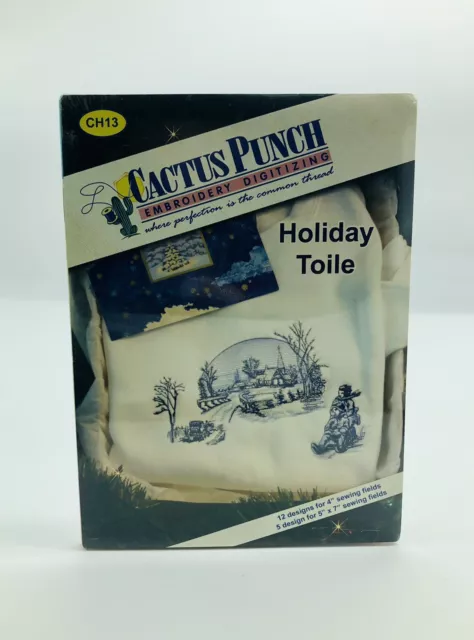 CH13
CACTUS PUNCH
EMBROIDERY DIGITIZING
where perfection is the common thread
Holiday
Toile
12 designs for 4" sewing fields
5 design for 5" x 7" sewing fields